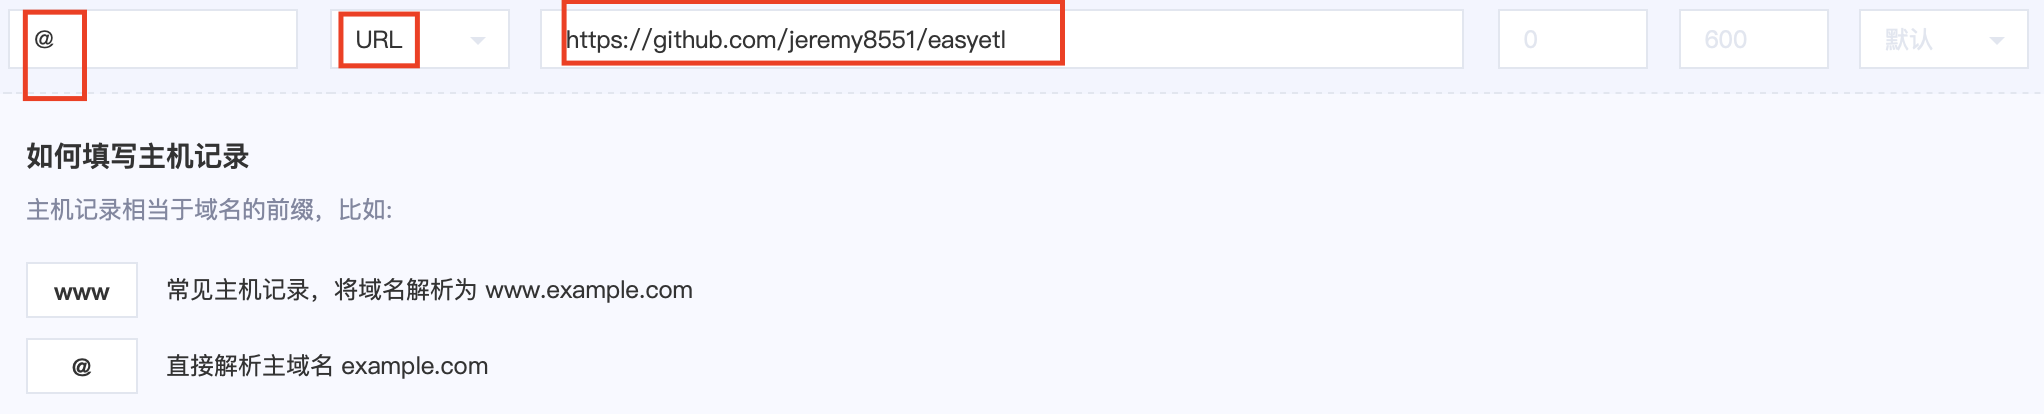 @ URL https://github.com/jeremy8551/easyetl 0 600 默认
如何填写主机记录
主机记录相当于域名的前缀，比如:
www 常见主机记录，将域名解析为 www.example.com
@ 直接解析主域名 example.com